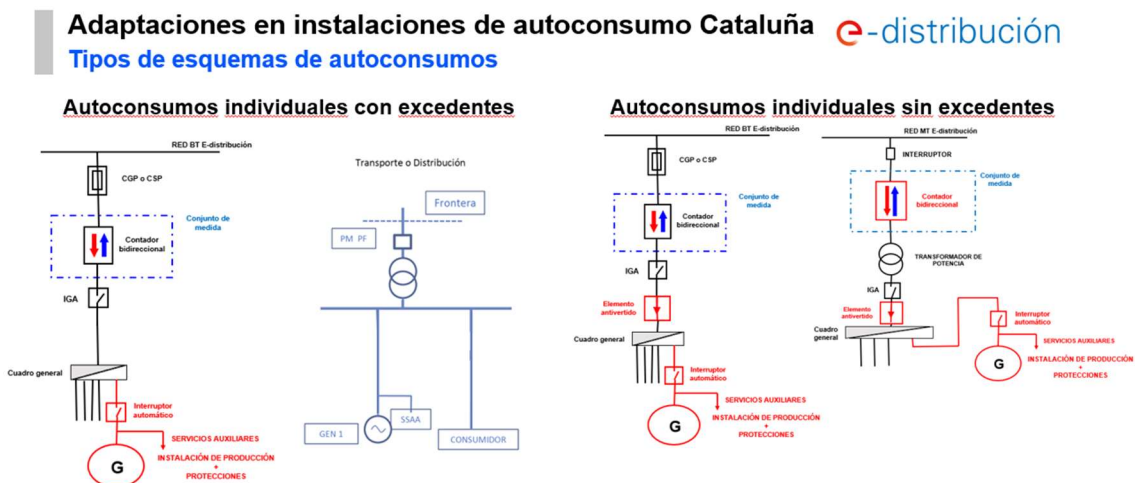 Adaptaciones en instalaciones de autoconsumo Cataluña
e-distribución
Tipos de esquemas de autoconsumos
Autoconsumos individuales con excedentes
RED BT E-distribución
CGP o CSP
Conjunto de
medida
Contador
bidireccional
IGA
Cuadro general
Interruptor
automático
SERVICIOS AUXILIARES
INSTALACIÓN DE PRODUCCIÓN
+
PROTECCIONES
G
Transporte o Distribución
Frontera
PM PF
GEN 1
SSAA
CONSUMIDOR
Autoconsumos individuales sin excedentes
RED BT E-distribución
CGP o CSP
Conjunto de
medida
Contador
bidireccional
IGA
Elemento
antivertido
Cuadro general
Interruptor
automático
SERVICIOS AUXILIARES
INSTALACIÓN DE PRODUCCIÓN
+
PROTECCIONES
G
RED MT E-distribución
INTERRUPTOR
Conjunto de
medida
Contador
bidireccional
TRANSFORMADOR DE
POTENCIA
IGA
Elemento
antivertido
Cuadro
general
Interruptor
automático
SERVICIOS AUXILIARES
INSTALACIÓN DE PRODUCCIÓN
+
PROTECCIONES
G